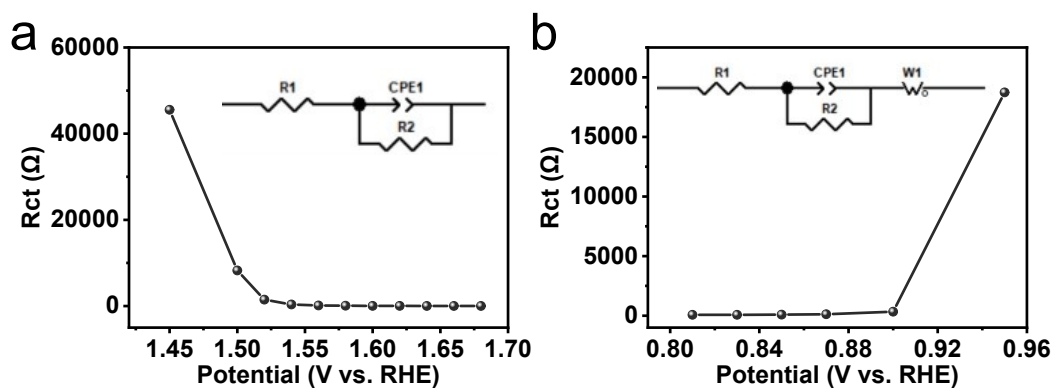 a
60000
40000
20000
0
Rct (Ω)
R1
CPE1
R2
1.45 1.50 1.55 1.60 1.65 1.70
Potential (V vs. RHE)
b
20000
15000
10000
5000
0
Rct (Ω)
R1
CPE1
W1
R2
0.80 0.84 0.88 0.92 0.96
Potential (V vs. RHE)